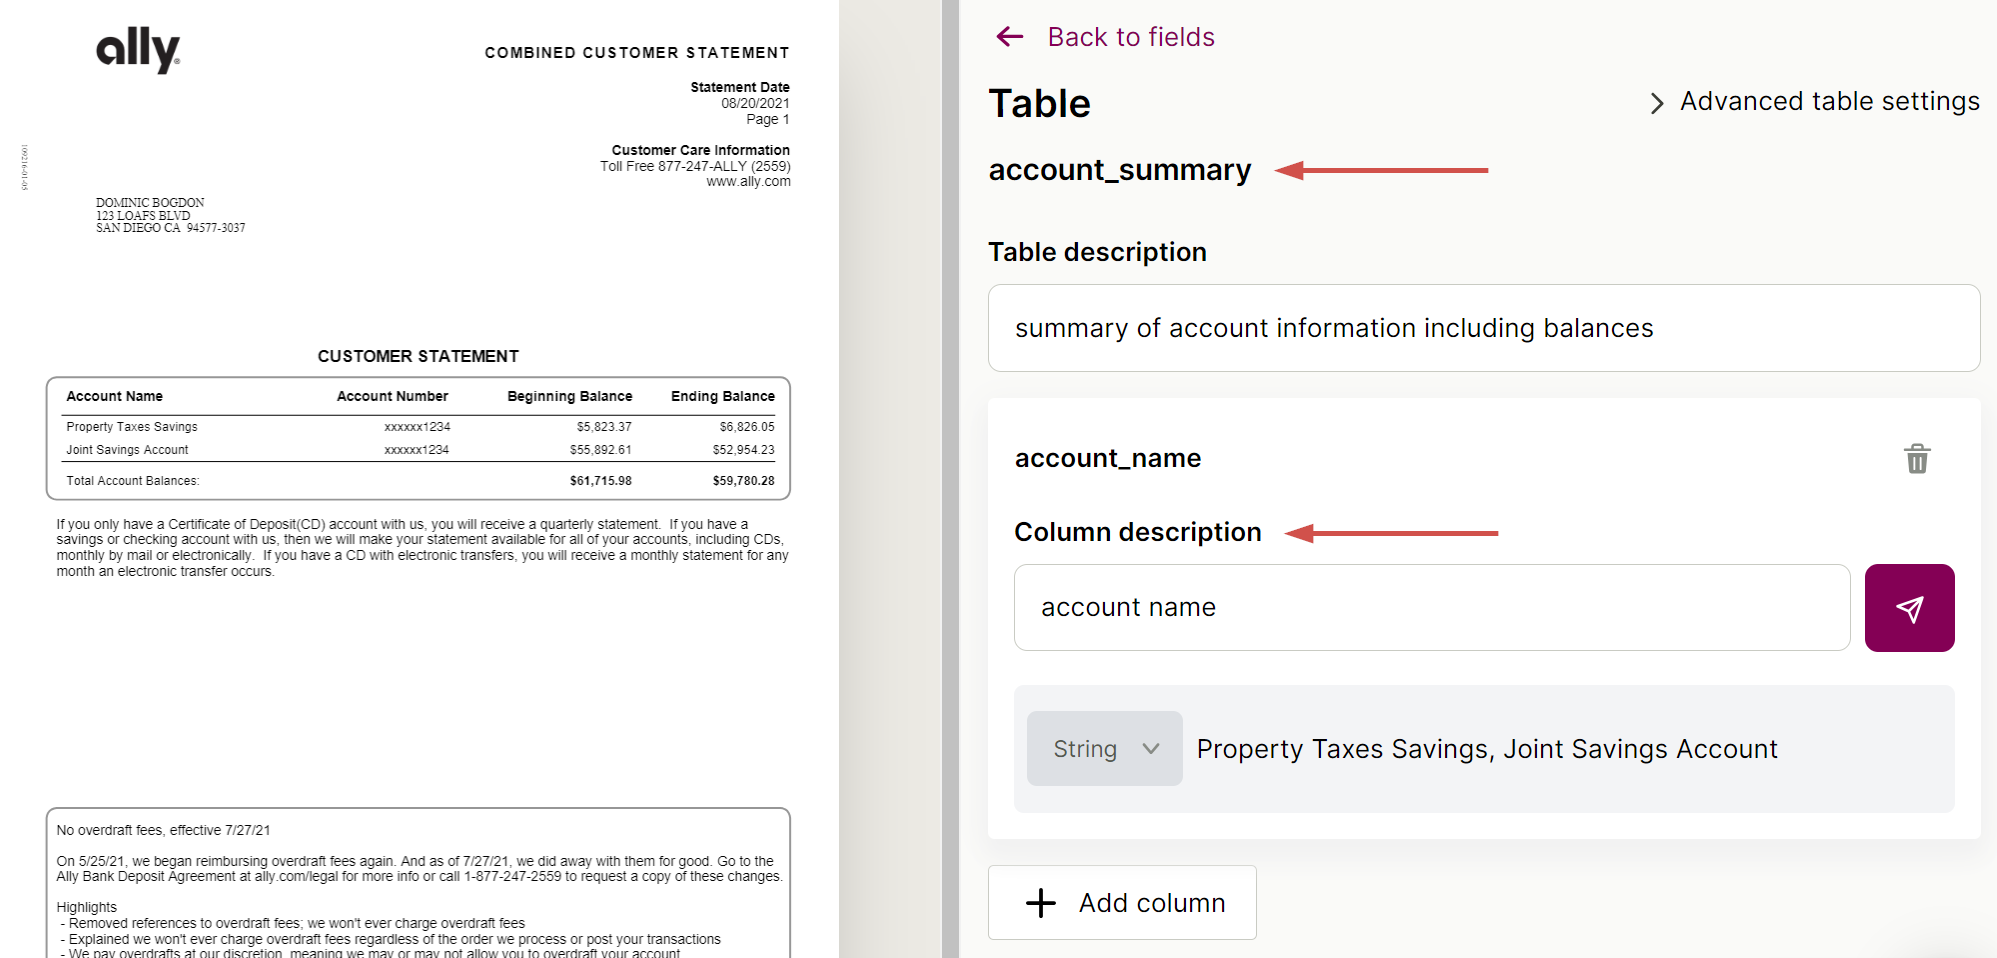 ally
COMBINED CUSTOMER STATEMENT
Statement Date
08/20/2021
Page 1
Customer Care Information
Toll Free 877-247-ALLY (2559)
www.ally.com
109216-01-05
DOMINIC BOGDON
123 LOAFS BLVD
SAN DIEGO CA 94577-3037
CUSTOMER STATEMENT
Account Name Account Number Beginning Balance Ending Balance
Property Taxes Savings xxxxxx1234 $5,823.37 $6,826.05
Joint Savings Account xxxxxx1234 $55,892.61 $52,954.23
Total Account Balances: $61,715.98 $59,780.28
If you only have a Certificate of Deposit(CD) account with us, you will receive a quarterly statement. If you have a
savings or checking account with us, then we will make your statement available for all of your accounts, including CDs,
monthly by mail or electronically. If you have a CD with electronic transfers, you will receive a monthly statement for any
month an electronic transfer occurs.
No overdraft fees, effective 7/27/21
On 5/25/21, we began reimbursing overdraft fees again. And as of 7/27/21, we did away with them for good. Go to the
Ally Bank Deposit Agreement at ally.com/legal for more info or call 1-877-247-2559 to request a copy of these changes.
Highlights
- Removed references to overdraft fees; we won't ever charge overdraft fees
- Explained we won't ever charge overdraft fees regardless of the order we process or post your transactions
- We pay overdrafts at our discretion, meaning we may or may not allow you to overdraft your account
Back to fields
Table
Advanced table settings
account_summary
Table description
summary of account information including balances
account_name
Column description
account name
String
Property Taxes Savings, Joint Savings Account
Add column